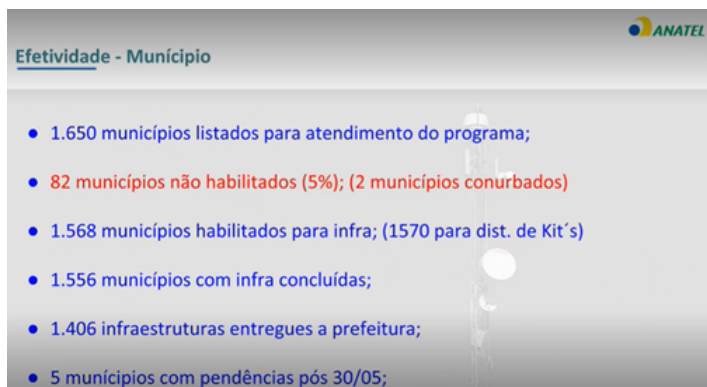 ANATEL
Efetividade - Munícipio
● 1.650 municípios listados para atendimento do programa;
● 82 municípios não habilitados (5%); (2 municípios conurbados)
● 1.568 municípios habilitados para infra; (1570 para dist. de Kit´s)
● 1.556 municípios com infra concluídas;
● 1.406 infraestruturas entregues a prefeitura;
● 5 munícipios com pendências pós 30/05;